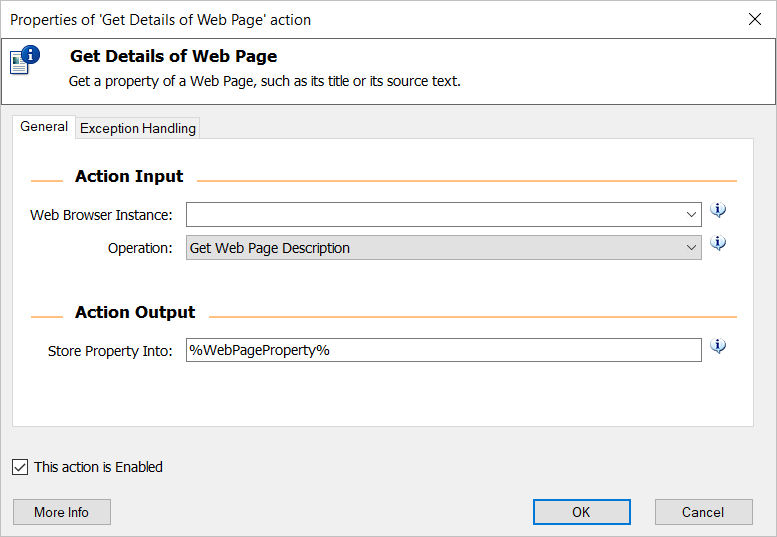 Properties of 'Get Details of Web Page' action
Get Details of Web Page
Get a property of a Web Page, such as its title or its source text.
General Exception Handling
Action Input
Web Browser Instance:
Operation: Get Web Page Description
Action Output
Store Property Into: %WebPageProperty%
This action is Enabled
More Info OK Cancel